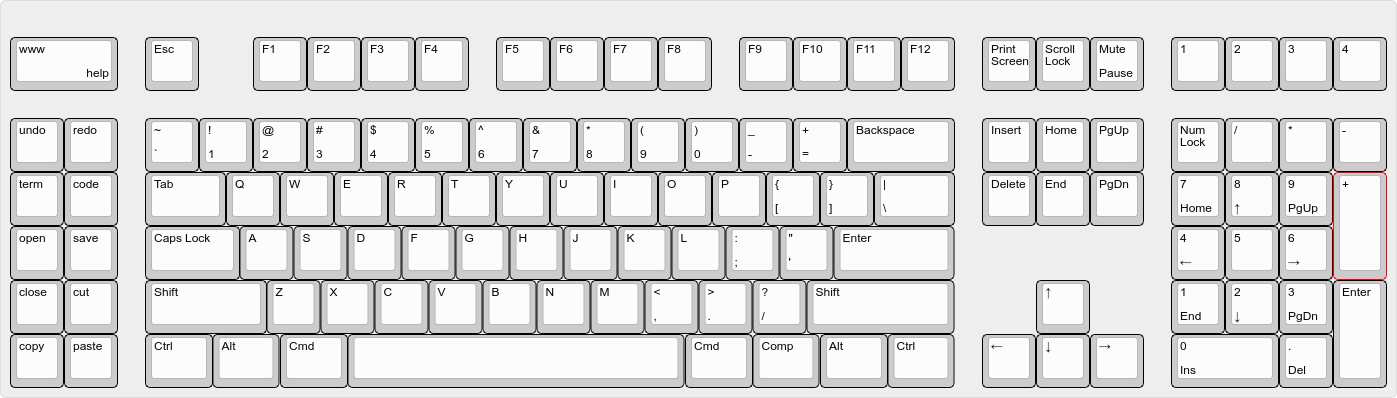 www help Esc F1 F2 F3 F4 F5 F6 F7 F8 F9 F10 F11 F12 Print Screen Scroll Lock Mute Pause 1 2 3 4
undo redo ~ ` ! 1 @ 2 # 3 $ 4 % 5 ^ 6 & 7 * 8 ( 9 ) 0 _ - + = Backspace Insert Home PgUp Num Lock / * -
term code Tab Q W E R T Y U I O P { [ } ] | \ Delete End PgDn 7 Home 8 ↑ 9 PgUp +
open save Caps Lock A S D F G H J K L : ; " ' Enter 4 ← 5 6 →
close cut Shift Z X C V B N M < , > . ? / Shift ↑ 1 End 2 ↓ 3 PgDn Enter
copy paste Ctrl Alt Cmd Cmd Comp Alt Ctrl ← ↓ → 0 Ins . Del